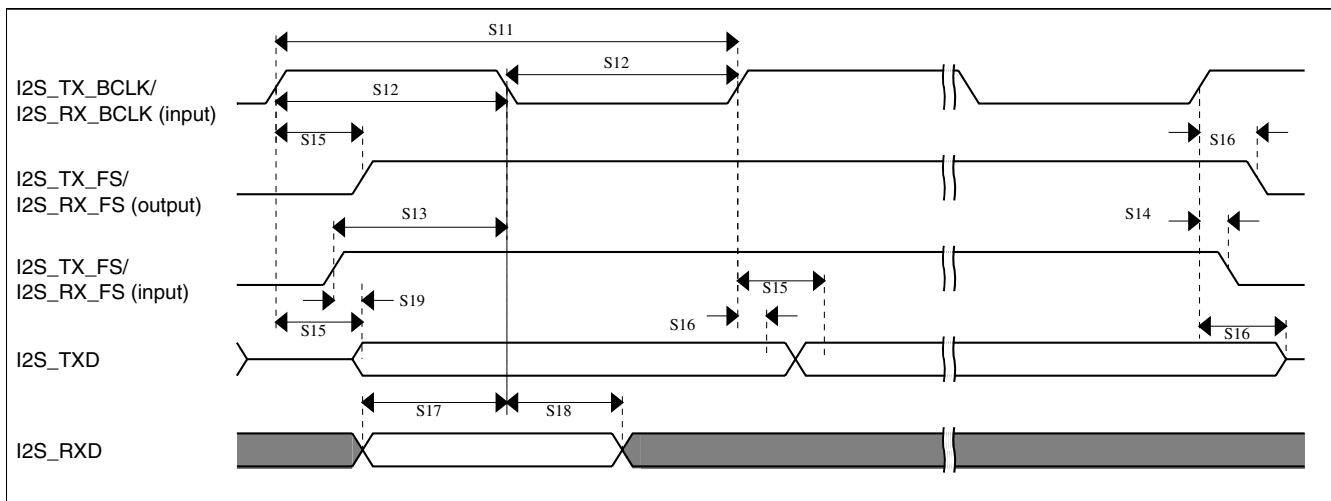 S11
S12
I2S_TX_BCLK/
I2S_RX_BCLK (input)
S12
S15
S16
I2S_TX_FS/
I2S_RX_FS (output)
S13
S14
I2S_TX_FS/
I2S_RX_FS (input)
S15
S19
S15
S16
S16
I2S_TXD
S17
S18
I2S_RXD